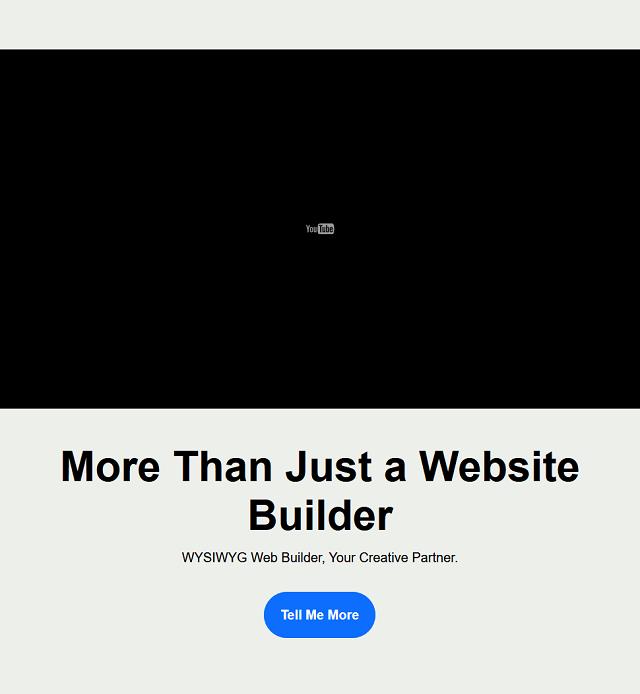 YouTube
More Than Just a Website
Builder
WYSIWYG Web Builder, Your Creative Partner.
Tell Me More